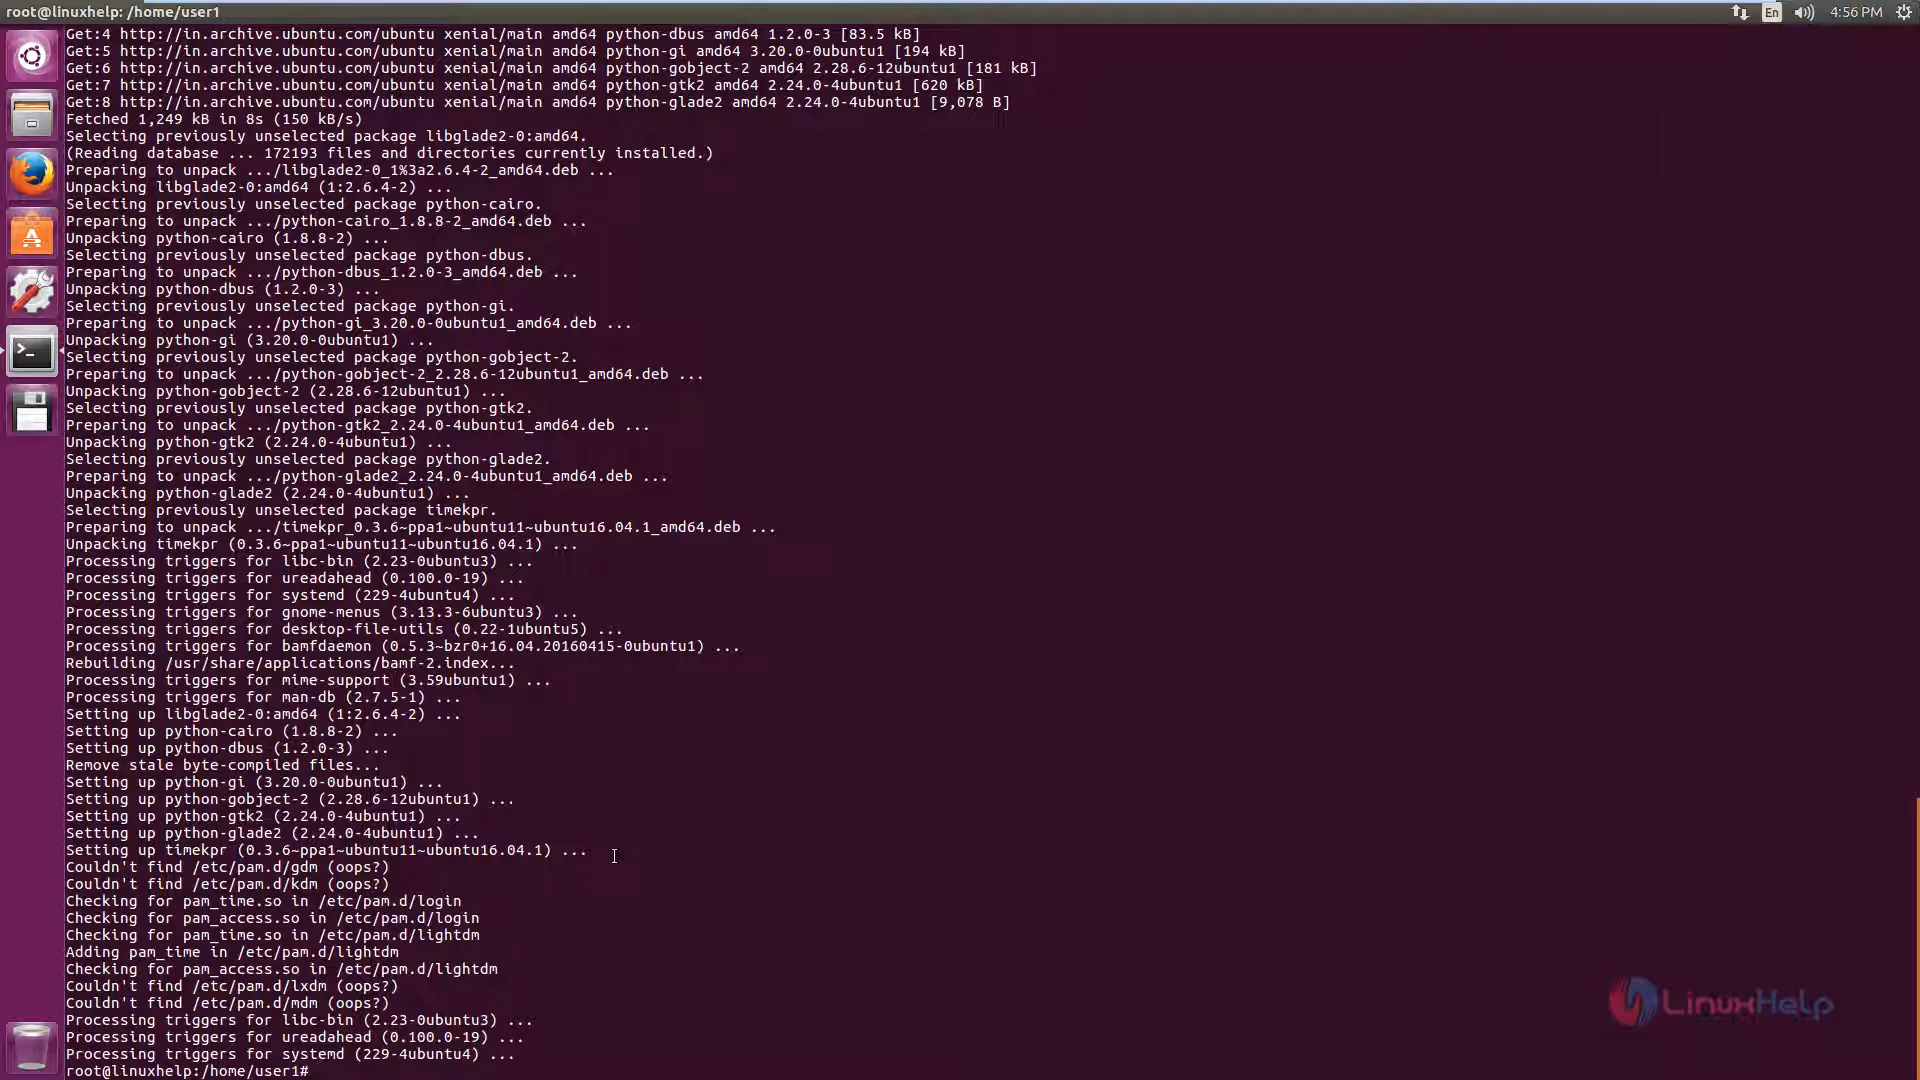 root@linuxhelp: /home/user1
En
4:56 PM
Get:4 http://in.archive.ubuntu.com/ubuntu xenial/main amd64 python-dbus amd64 1.2.0-3 [83.5 kB]
Get:5 http://in.archive.ubuntu.com/ubuntu xenial/main amd64 python-gi amd64 3.20.0-0ubuntu1 [194 kB]
Get:6 http://in.archive.ubuntu.com/ubuntu xenial/main amd64 python-gobject-2 amd64 2.28.6-12ubuntu1 [181 kB]
Get:7 http://in.archive.ubuntu.com/ubuntu xenial/main amd64 python-gtk2 amd64 2.24.0-4ubuntu1 [620 kB]
Get:8 http://in.archive.ubuntu.com/ubuntu xenial/main amd64 python-glade2 amd64 2.24.0-4ubuntu1 [9,078 B]
Fetched 1,249 kB in 8s (150 kB/s)
Selecting previously unselected package libglade2-0:amd64.
(Reading database ... 172193 files and directories currently installed.)
Preparing to unpack .../libglade2-0_1%3a2.6.4-2_amd64.deb ...
Unpacking libglade2-0:amd64 (1:2.6.4-2) ...
Selecting previously unselected package python-cairo.
Preparing to unpack .../python-cairo_1.8.8-2_amd64.deb ...
Unpacking python-cairo (1.8.8-2) ...
Selecting previously unselected package python-dbus.
Preparing to unpack .../python-dbus_1.2.0-3_amd64.deb ...
Unpacking python-dbus (1.2.0-3) ...
Selecting previously unselected package python-gi.
Preparing to unpack .../python-gi_3.20.0-0ubuntu1_amd64.deb ...
Unpacking python-gi (3.20.0-0ubuntu1) ...
Selecting previously unselected package python-gobject-2.
Preparing to unpack .../python-gobject-2_2.28.6-12ubuntu1_amd64.deb ...
Unpacking python-gobject-2 (2.28.6-12ubuntu1) ...
Selecting previously unselected package python-gtk2.
Preparing to unpack .../python-gtk2_2.24.0-4ubuntu1_amd64.deb ...
Unpacking python-gtk2 (2.24.0-4ubuntu1) ...
Selecting previously unselected package python-glade2.
Preparing to unpack .../python-glade2_2.24.0-4ubuntu1_amd64.deb ...
Unpacking python-glade2 (2.24.0-4ubuntu1) ...
Selecting previously unselected package timekpr.
Preparing to unpack .../timekpr_0.3.6~ppa1~ubuntu11~ubuntu16.04.1_amd64.deb ...
Unpacking timekpr (0.3.6~ppa1~ubuntu11~ubuntu16.04.1) ...
Processing triggers for libc-bin (2.23-0ubuntu3) ...
Processing triggers for ureadahead (0.100.0-19) ...
Processing triggers for systemd (229-4ubuntu4) ...
Processing triggers for gnome-menus (3.13.3-6ubuntu3) ...
Processing triggers for desktop-file-utils (0.22-1ubuntu5) ...
Processing triggers for bamfdaemon (0.5.3~bzr0+16.04.20160415-0ubuntu1) ...
Rebuilding /usr/share/applications/bamf-2.index...
Processing triggers for mime-support (3.59ubuntu1) ...
Processing triggers for man-db (2.7.5-1) ...
Setting up libglade2-0:amd64 (1:2.6.4-2) ...
Setting up python-cairo (1.8.8-2) ...
Setting up python-dbus (1.2.0-3) ...
Remove stale byte-compiled files...
Setting up python-gi (3.20.0-0ubuntu1) ...
Setting up python-gobject-2 (2.28.6-12ubuntu1) ...
Setting up python-gtk2 (2.24.0-4ubuntu1) ...
Setting up python-glade2 (2.24.0-4ubuntu1) ...
Setting up timekpr (0.3.6~ppa1~ubuntu11~ubuntu16.04.1) ...
Couldn't find /etc/pam.d/gdm (oops?)
Couldn't find /etc/pam.d/kdm (oops?)
Checking for pam_time.so in /etc/pam.d/login
Checking for pam_access.so in /etc/pam.d/login
Checking for pam_time.so in /etc/pam.d/lightdm
Adding pam_time in /etc/pam.d/lightdm
Checking for pam_access.so in /etc/pam.d/lightdm
Couldn't find /etc/pam.d/lxdm (oops?)
Couldn't find /etc/pam.d/mdm (oops?)
Processing triggers for libc-bin (2.23-0ubuntu3) ...
Processing triggers for ureadahead (0.100.0-19) ...
Processing triggers for systemd (229-4ubuntu4) ...
root@linuxhelp:/home/user1#
LinuxHelp